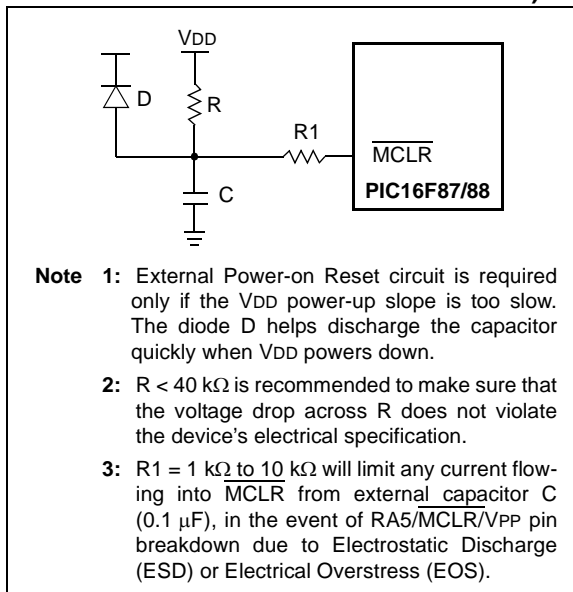 VDD
D
R
R1
MCLR
PIC16F87/88
C
Note 1: External Power-on Reset circuit is required
only if the VDD power-up slope is too slow.
The diode D helps discharge the capacitor
quickly when VDD powers down.
2: R < 40 kΩ is recommended to make sure that
the voltage drop across R does not violate
the device's electrical specification.
3: R1 = 1 kΩ to 10 kΩ will limit any current flow-
ing into MCLR from external capacitor C
(0.1 μF), in the event of RA5/MCLR/VPP pin
breakdown due to Electrostatic Discharge
(ESD) or Electrical Overstress (EOS).